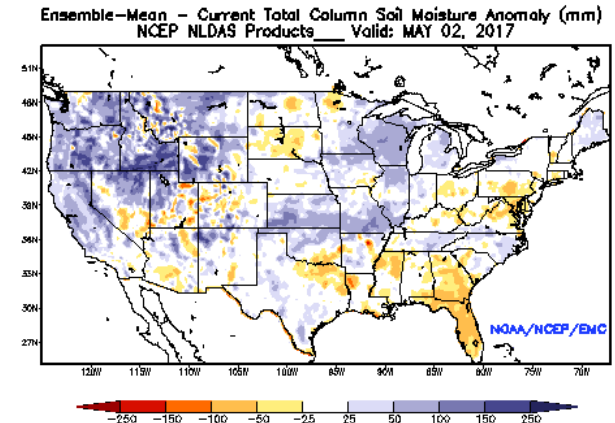 Ensemble-Mean - Current Total Column Soil Moisture Anomaly (mm)
NCEP NLDAS Products___ Valid: MAY 02, 2017
51N
48N
45N
42N
39N
36N
33N
30N
27N
NOAA/NCEP/EMC
120W 115W 110W 105W 100W 95W 90W 85W 80W 75W 70W
-250 -150 -100 -50 -25 25 50 100 150 250